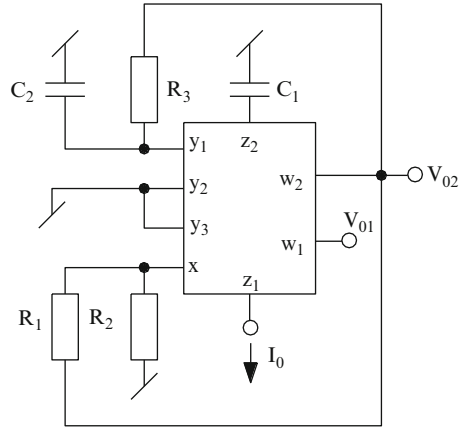 C₂
R₃
C₁
y₁
z₂
y₂
w₂
V₀₂
y₃
V₀₁
w₁
x
z₁
R₁
R₂
I₀